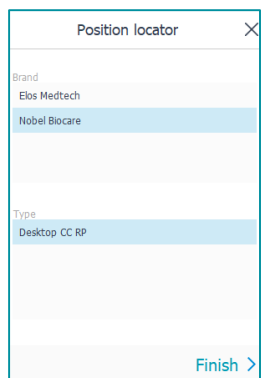 Position locator
Brand
Elos Medtech
Nobel Biocare
Type
Desktop CC RP
Finish